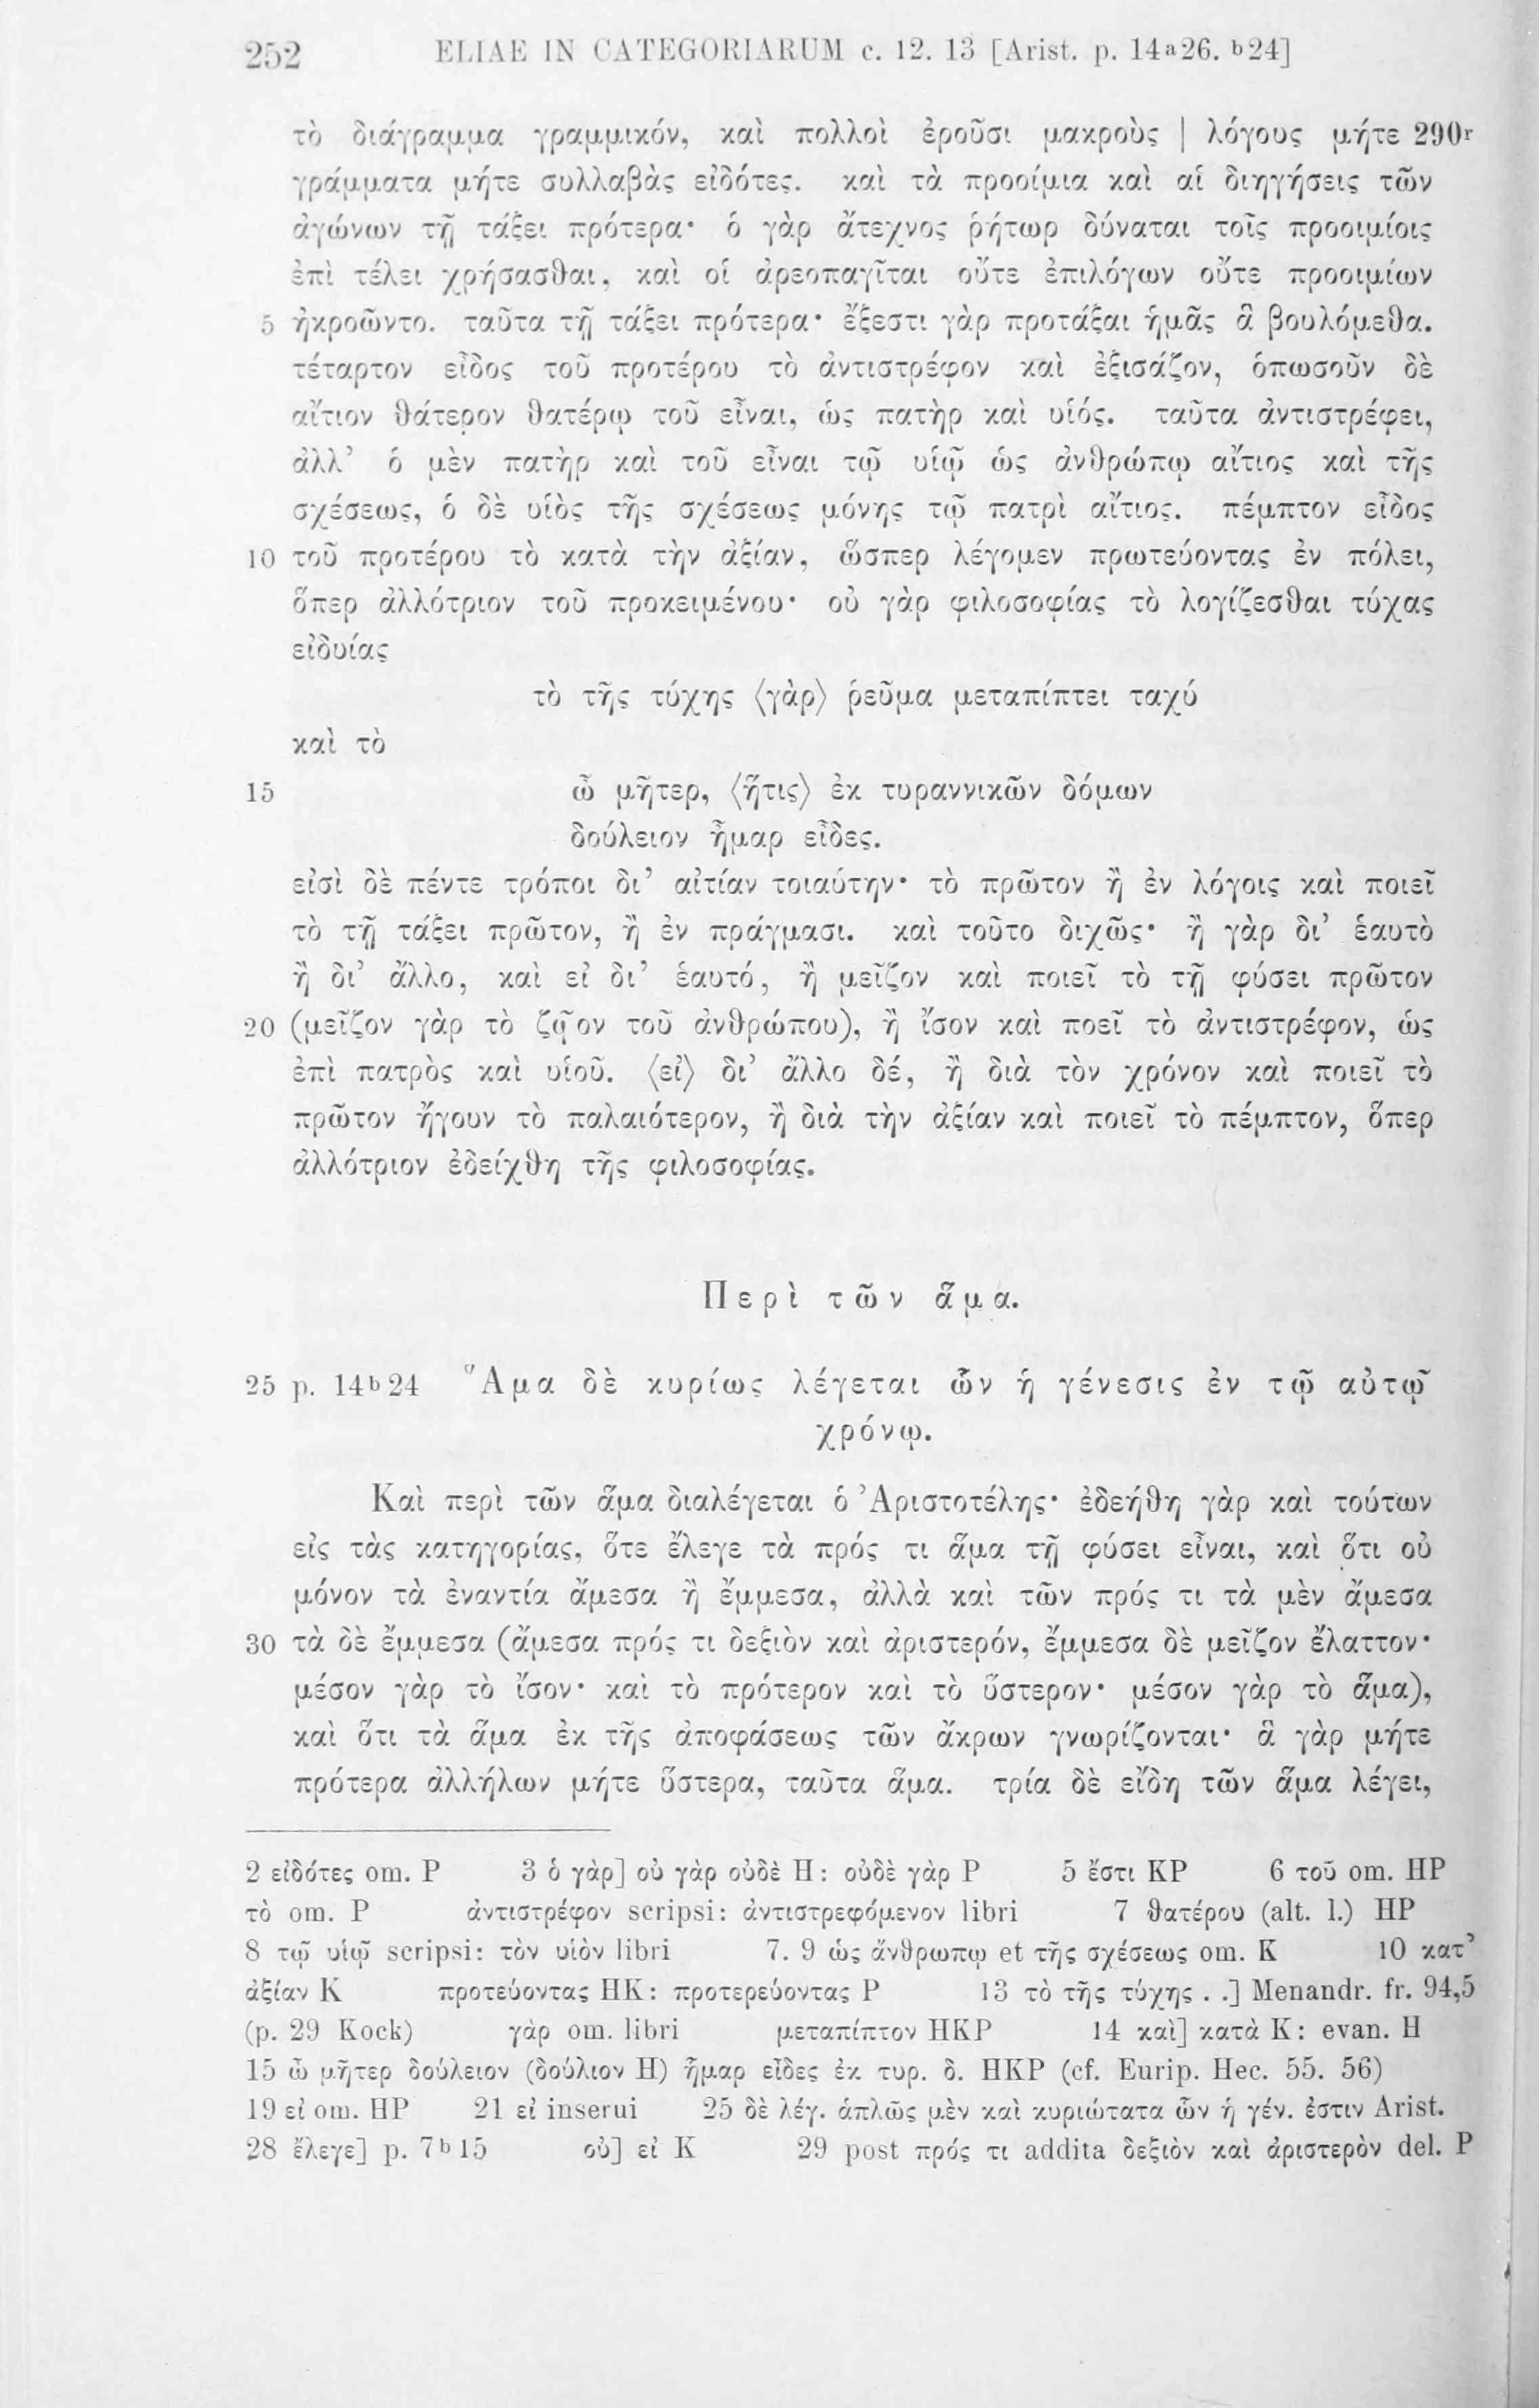 252 ELIAE IN CATEGORIARUM c. 12. 13 [Arist. p. 14a26. b24]
τὸ διάγραμμα γραμμικόν, καὶ πολλοὶ ἐροῦσι μακροὺς | λόγους μήτε 290r
γράμματα μήτε συλλαβὰς εἰδότες. καὶ τὰ προοίμια καὶ αἱ διηγήσεις τῶν
ἀγώνων τῇ τάξει πρότερα· ὁ γὰρ ἄτεχνος ῥήτωρ δύναται τοῖς προοιμίοις
ἐπὶ τέλει χρήσασθαι, καὶ οἱ ἀρεοπαγῖται οὔτε ἐπιλόγων οὔτε προοιμίων
5 ἠκροῶντο. ταῦτα τῇ τάξει πρότερα· ἔξεστι γὰρ προτάξαι ἡμᾶς ἃ βουλόμεθα.
τέταρτον εἶδος τοῦ προτέρου τὸ ἀντιστρέφον καὶ ἐξισάζον, ὁπωσοῦν δὲ
αἴτιον θάτερον θατέρῳ τοῦ εἶναι, ὡς πατὴρ καὶ υἱός. ταῦτα ἀντιστρέφει,
ἀλλ’ ὁ μὲν πατὴρ καὶ τοῦ εἶναι τῷ υἱῷ ὡς ἀνθρώπῳ αἴτιος καὶ τῆς
σχέσεως, ὁ δὲ υἱὸς τῆς σχέσεως μόνης τῷ πατρὶ αἴτιος. πέμπτον εἶδος
10 τοῦ προτέρου τὸ κατὰ τὴν ἀξίαν, ὥσπερ λέγομεν πρωτεύοντας ἐν πόλει,
ὅπερ ἀλλότριον τοῦ προκειμένου· οὐ γὰρ φιλοσοφίας τὸ λογίζεσθαι τύχας
εἰδυίας
τὸ τῆς τύχης ⟨γὰρ⟩ ῥεῦμα μεταπίπτει ταχύ
καὶ τὸ
15 ὦ μῆτερ, ⟨ἥτις⟩ ἐκ τυραννικῶν δόμων
δούλειον ἦμαρ εἶδες.
εἰσὶ δὲ πέντε τρόποι δι’ αἰτίαν τοιαύτην· τὸ πρῶτον ἢ ἐν λόγοις καὶ ποιεῖ
τὸ τῇ τάξει πρῶτον, ἢ ἐν πράγμασι. καὶ τοῦτο διχῶς· ἢ γὰρ δι’ ἑαυτὸ
ἢ δι’ ἄλλο, καὶ εἰ δι’ ἑαυτό, ἢ μεῖζον καὶ ποιεῖ τὸ τῇ φύσει πρῶτον
20 (μεῖζον γὰρ τὸ ζῷον τοῦ ἀνθρώπου), ἢ ἴσον καὶ ποεῖ τὸ ἀντιστρέφον, ὡς
ἐπὶ πατρὸς καὶ υἱοῦ. ⟨εἰ⟩ δι’ ἄλλο δέ, ἢ διὰ τὸν χρόνον καὶ ποιεῖ τὸ
πρῶτον ἤγουν τὸ παλαιότερον, ἢ διὰ τὴν ἀξίαν καὶ ποιεῖ τὸ πέμπτον, ὅπερ
ἀλλότριον ἐδείχθη τῆς φιλοσοφίας.
Περὶ τῶν ἅμα.
25 p. 14b24 Ἅμα δὲ κυρίως λέγεται ὧν ἡ γένεσις ἐν τῷ αὐτῷ
χρόνῳ.
Καὶ περὶ τῶν ἅμα διαλέγεται ὁ Ἀριστοτέλης· ἐδεήθη γὰρ καὶ τούτων
εἰς τὰς κατηγορίας, ὅτε ἔλεγε τὰ πρός τι ἅμα τῇ φύσει εἶναι, καὶ ὅτι οὐ
μόνον τὰ ἐναντία ἄμεσα ἢ ἔμμεσα, ἀλλὰ καὶ τῶν πρός τι τὰ μὲν ἄμεσα
30 τὰ δὲ ἔμμεσα (ἄμεσα πρός τι δεξιὸν καὶ ἀριστερόν, ἔμμεσα δὲ μεῖζον ἔλαττον·
μέσον γὰρ τὸ ἴσον· καὶ τὸ πρότερον καὶ τὸ ὕστερον· μέσον γὰρ τὸ ἅμα),
καὶ ὅτι τὰ ἅμα ἐκ τῆς ἀποφάσεως τῶν ἄκρων γνωρίζονται· ἃ γὰρ μήτε
πρότερα ἀλλήλων μήτε ὕστερα, ταῦτα ἅμα. τρία δὲ εἴδη τῶν ἅμα λέγει,
2 εἰδότες om. P 3 ὁ γὰρ] οὐ γὰρ οὐδὲ H: οὐδὲ γὰρ P 5 ἔστι KP 6 τοῦ om. HP
τὸ om. P ἀντιστρέφον scripsi: ἀντιστρεφόμενον libri 7 θατέρου (alt. l.) HP
8 τῷ υἱῷ scripsi: τὸν υἱὸν libri 7. 9 ὡς ἄνθρωπῳ et τῆς σχέσεως om. K 10 κατ’
ἀξίαν K προτεύοντας HK: προτερεύοντας P 13 τὸ τῆς τύχης . .] Menandr. fr. 94,5
(p. 29 Kock) γὰρ om. libri μεταπίπτον HKP 14 καὶ] κατὰ K: evan. H
15 ὦ μῆτερ δούλειον (δούλιον H) ἦμαρ εἶδες ἐκ τυρ. δ. HKP (cf. Eurip. Hec. 55. 56)
19 εἰ om. HP 21 εἰ inserui 25 δὲ λέγ. ἁπλῶς μὲν καὶ κυριώτατα ὧν ἡ γέν. ἐστιν Arist.
28 ἔλεγε] p. 7b15 οὐ] εἰ K 29 post πρός τι addita δεξιὸν καὶ ἀριστερὸν del. P